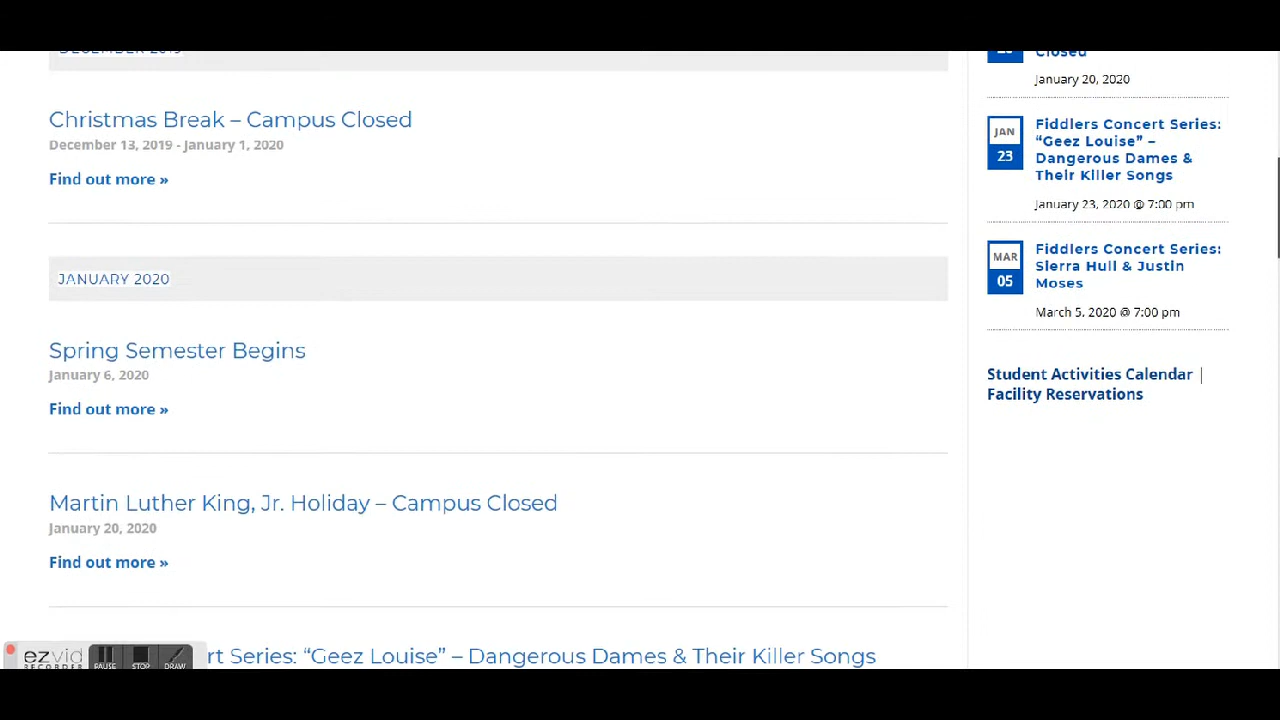 DECEMBER 2019
Christmas Break – Campus Closed
December 13, 2019 - January 1, 2020
Find out more »
JANUARY 2020
Spring Semester Begins
January 6, 2020
Find out more »
Martin Luther King, Jr. Holiday – Campus Closed
January 20, 2020
Find out more »
rt Series: “Geez Louise” – Dangerous Dames & Their Killer Songs
Closed
January 20, 2020
JAN
23
Fiddlers Concert Series:
“Geez Louise” –
Dangerous Dames &
Their Killer Songs
January 23, 2020 @ 7:00 pm
MAR
05
Fiddlers Concert Series:
Sierra Hull & Justin
Moses
March 5, 2020 @ 7:00 pm
Student Activities Calendar |
Facility Reservations
ezvid
RECORDER
PAUSE
STOP
DRAW